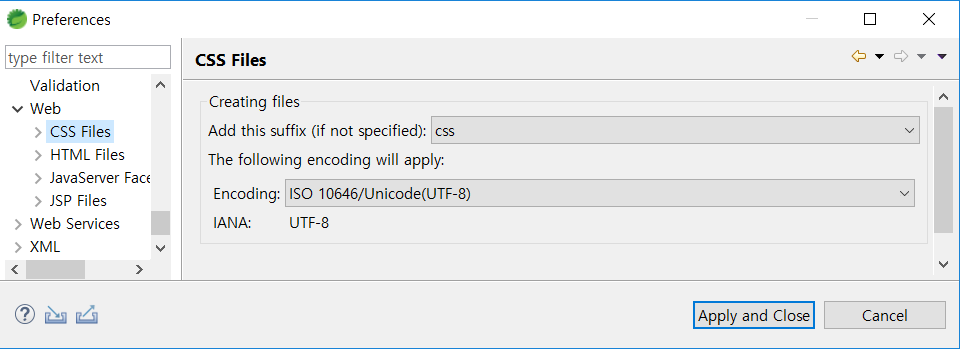 Preferences
type filter text
Validation
Web
CSS Files
HTML Files
JavaServer Face
JSP Files
Web Services
XML
CSS Files
Creating files
Add this suffix (if not specified): css
The following encoding will apply:
Encoding: ISO 10646/Unicode(UTF-8)
IANA: UTF-8
?
Apply and Close
Cancel